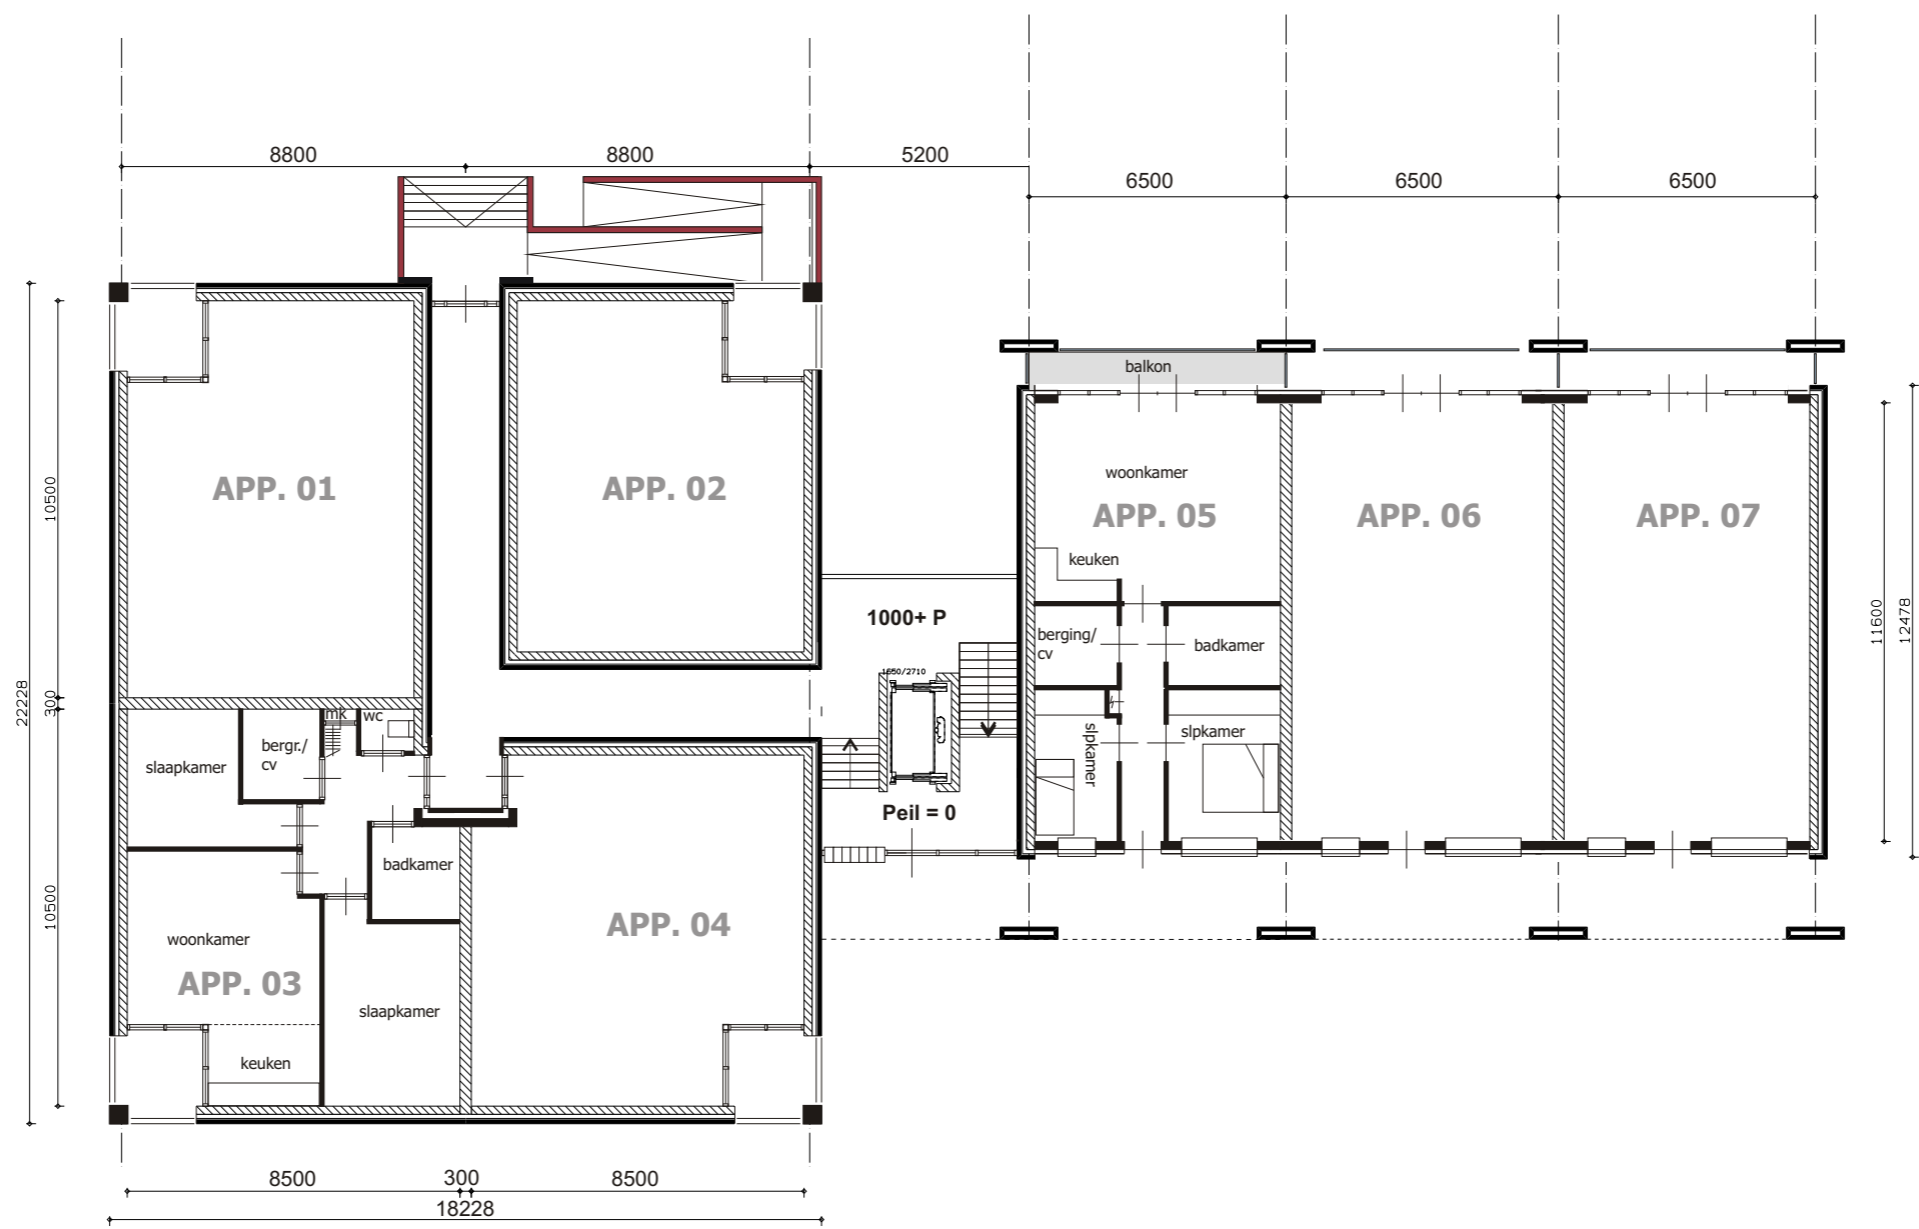 8800
8800
5200
6500
6500
6500
balkon
APP. 01
APP. 02
woonkamer
APP. 05
APP. 06
APP. 07
keuken
1000+ P
berging/
cv
badkamer
1650/2710
slpkamer
slpkamer
Peil = 0
mk
wc
bergr./
cv
slaapkamer
badkamer
woonkamer
APP. 03
slaapkamer
keuken
APP. 04
22228
10500
300
10500
11600
12478
8500
300
8500
18228